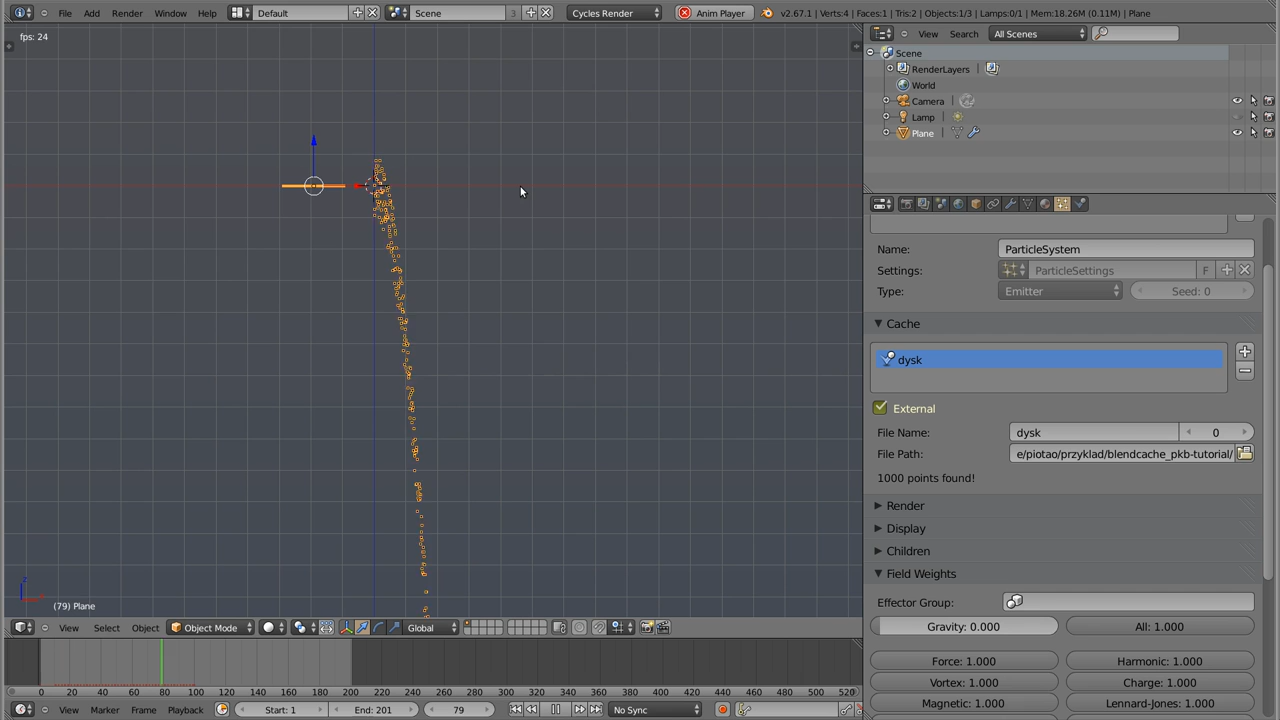 File Add Render Window Help Default Scene 3 Cycles Render Anim Player v2.67.1 | Verts:4 | Faces:1 | Tris:2 | Objects:1/3 | Lamps:0/1 | Mem:18.26M (0.11M) | Plane
fps: 24
View Search All Scenes
Scene
RenderLayers
World
Camera
Lamp
Plane
Name: ParticleSystem
Settings: ParticleSettings F
Type: Emitter Seed: 0
Cache
dysk
External
File Name: dysk 0
File Path: e/piotao/przyklad/blendcache_pkb-tutorial/
1000 points found!
Render
Display
Children
Field Weights
Effector Group:
Gravity: 0.000 All: 1.000
Force: 1.000 Harmonic: 1.000
Vortex: 1.000 Charge: 1.000
Magnetic: 1.000 Lennard-Jones: 1.000
z
(79) Plane
View Select Object Object Mode Global
0 20 40 60 80 100 120 140 160 180 200 220 240 260 280 300 320 340 360 380 400 420 440 460 480 500 520
View Marker Frame Playback Start: 1 End: 201 79 No Sync